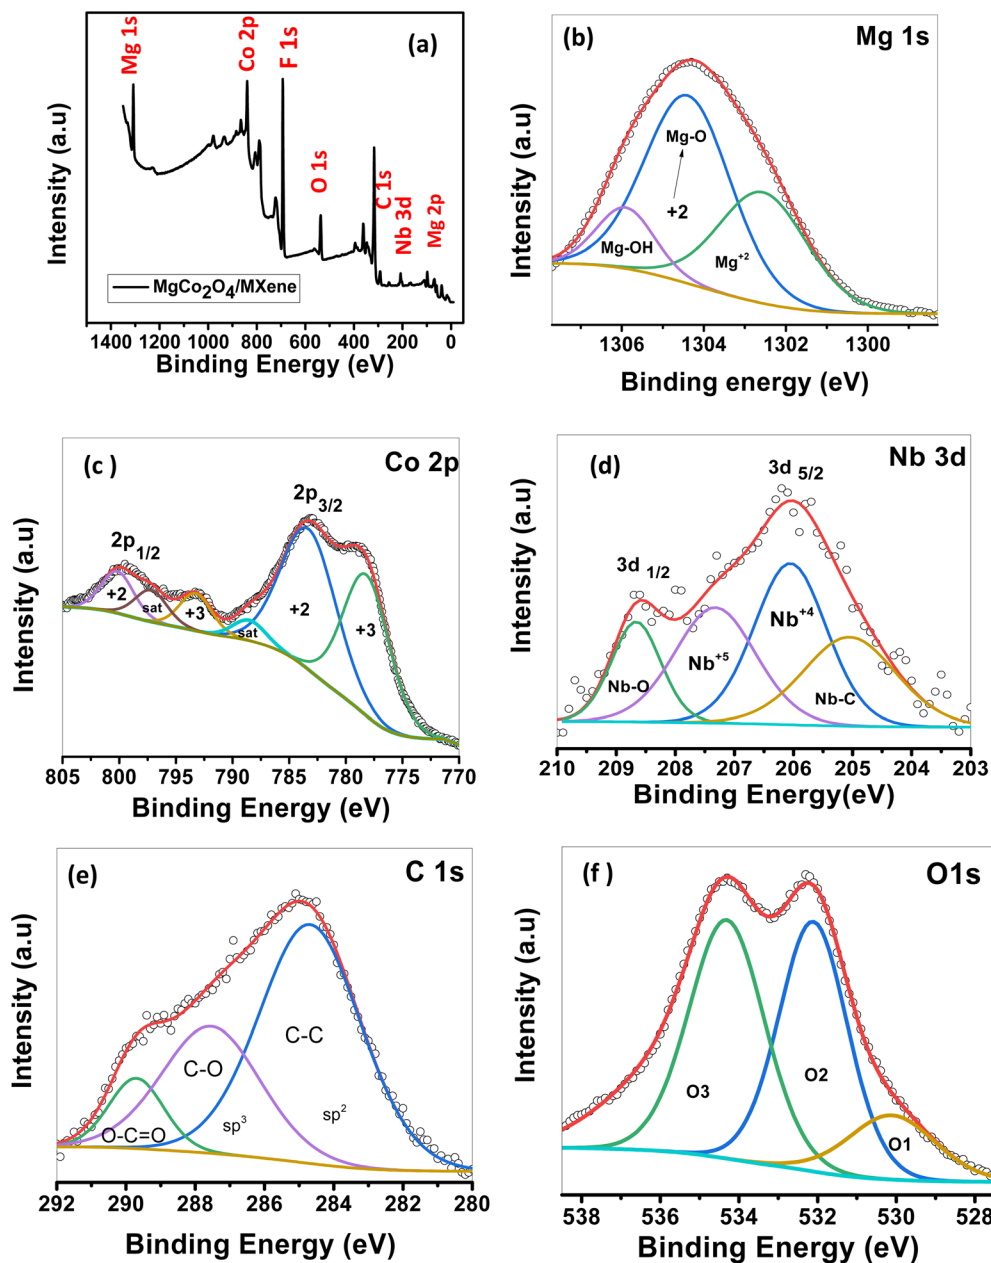 (a)
Mg 1s
Co 2p
F 1s
O 1s
C 1s
Nb 3d
Mg 2p
MgCo₂O₄/MXene
Intensity (a.u)
1400 1200 1000 800 600 400 200 0
Binding Energy (eV)
(b)
Mg 1s
Mg-O
+2
Mg-OH
Mg⁺²
Intensity (a.u)
1306 1304 1302 1300
Binding energy (eV)
(c )
Co 2p
2p 3/2
2p 1/2
+2
sat
+3
sat
+2
+3
Intensity (a.u)
805 800 795 790 785 780 775 770
Binding Energy (eV)
(d)
Nb 3d
3d 5/2
3d 1/2
Nb⁺⁴
Nb⁺⁵
Nb-O
Nb-C
Intensity (a.u)
210 209 208 207 206 205 204 203
Binding Energy(eV)
(e)
C 1s
C-C
C-O
O-C=O
sp³
sp²
Intensity (a.u)
292 290 288 286 284 282 280
Binding Energy (eV)
(f )
O1s
O3
O2
O1
Intensity (a.u)
538 536 534 532 530 528
Binding Energy (eV)